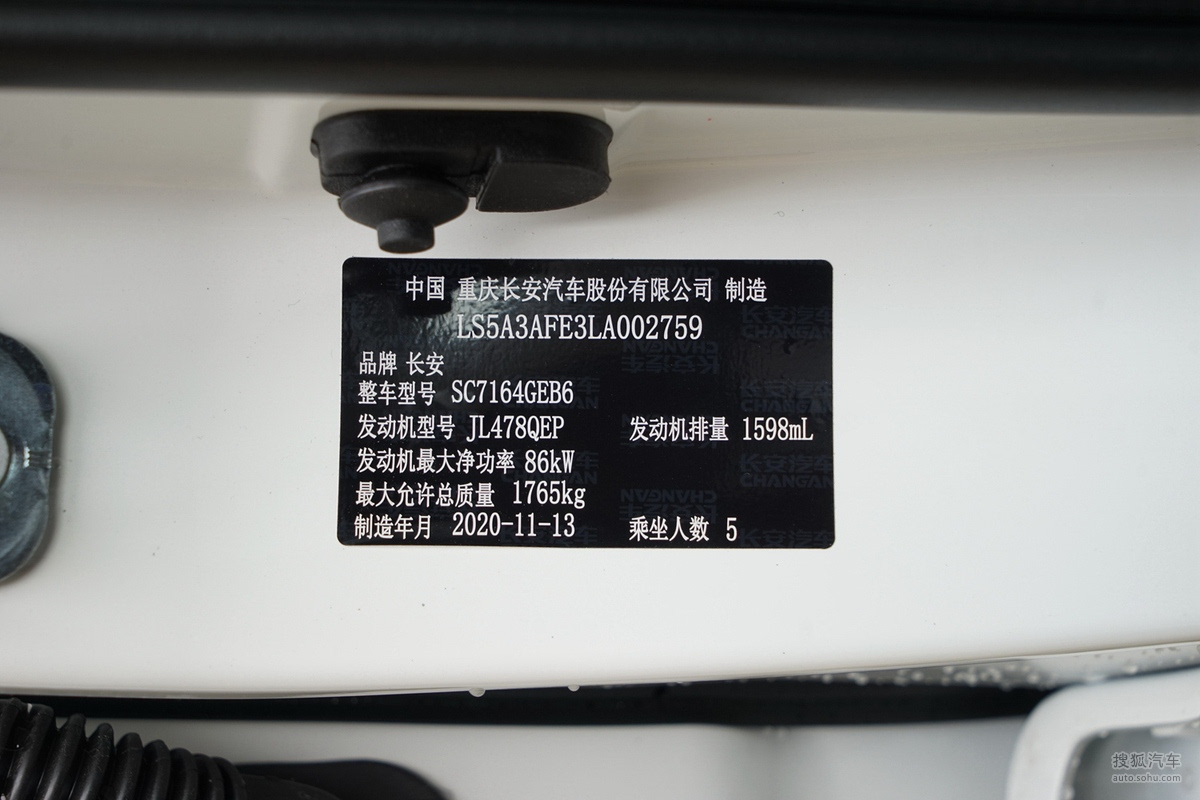 中国 重庆长安汽车股份有限公司 制造
LS5A3AFE3LA002759
品牌 长安
整车型号 SC7164GEB6
发动机型号 JL478QEP 发动机排量 1598mL
发动机最大净功率 86kW
最大允许总质量 1765kg
制造年月 2020-11-13 乘坐人数 5
搜狐汽车
auto.sohu.com